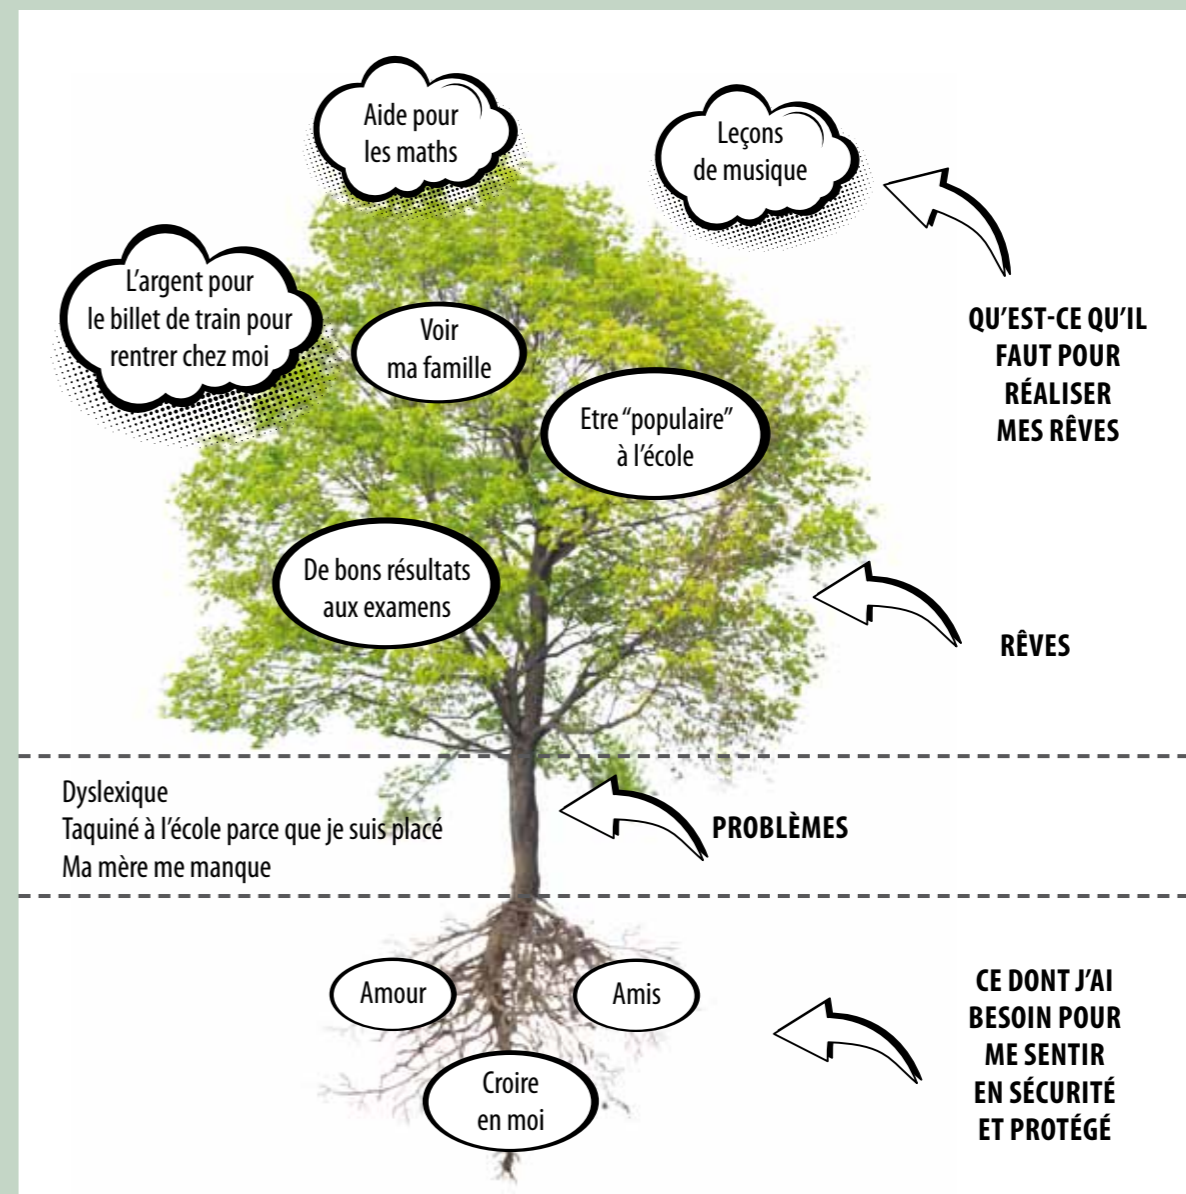 Aide pour
les maths
Leçons
de musique
L'argent pour
le billet de train pour
rentrer chez moi
Voir
ma famille
QU'EST-CE QU'IL
FAUT POUR
RÉALISER
MES RÊVES
Etre “populaire”
à l'école
De bons résultats
aux examens
RÊVES
Dyslexique
Taquiné à l'école parce que je suis placé
Ma mère me manque
PROBLÈMES
Amour
Amis
Croire
en moi
CE DONT J'AI
BESOIN POUR
ME SENTIR
EN SÉCURITÉ
ET PROTÉGÉ